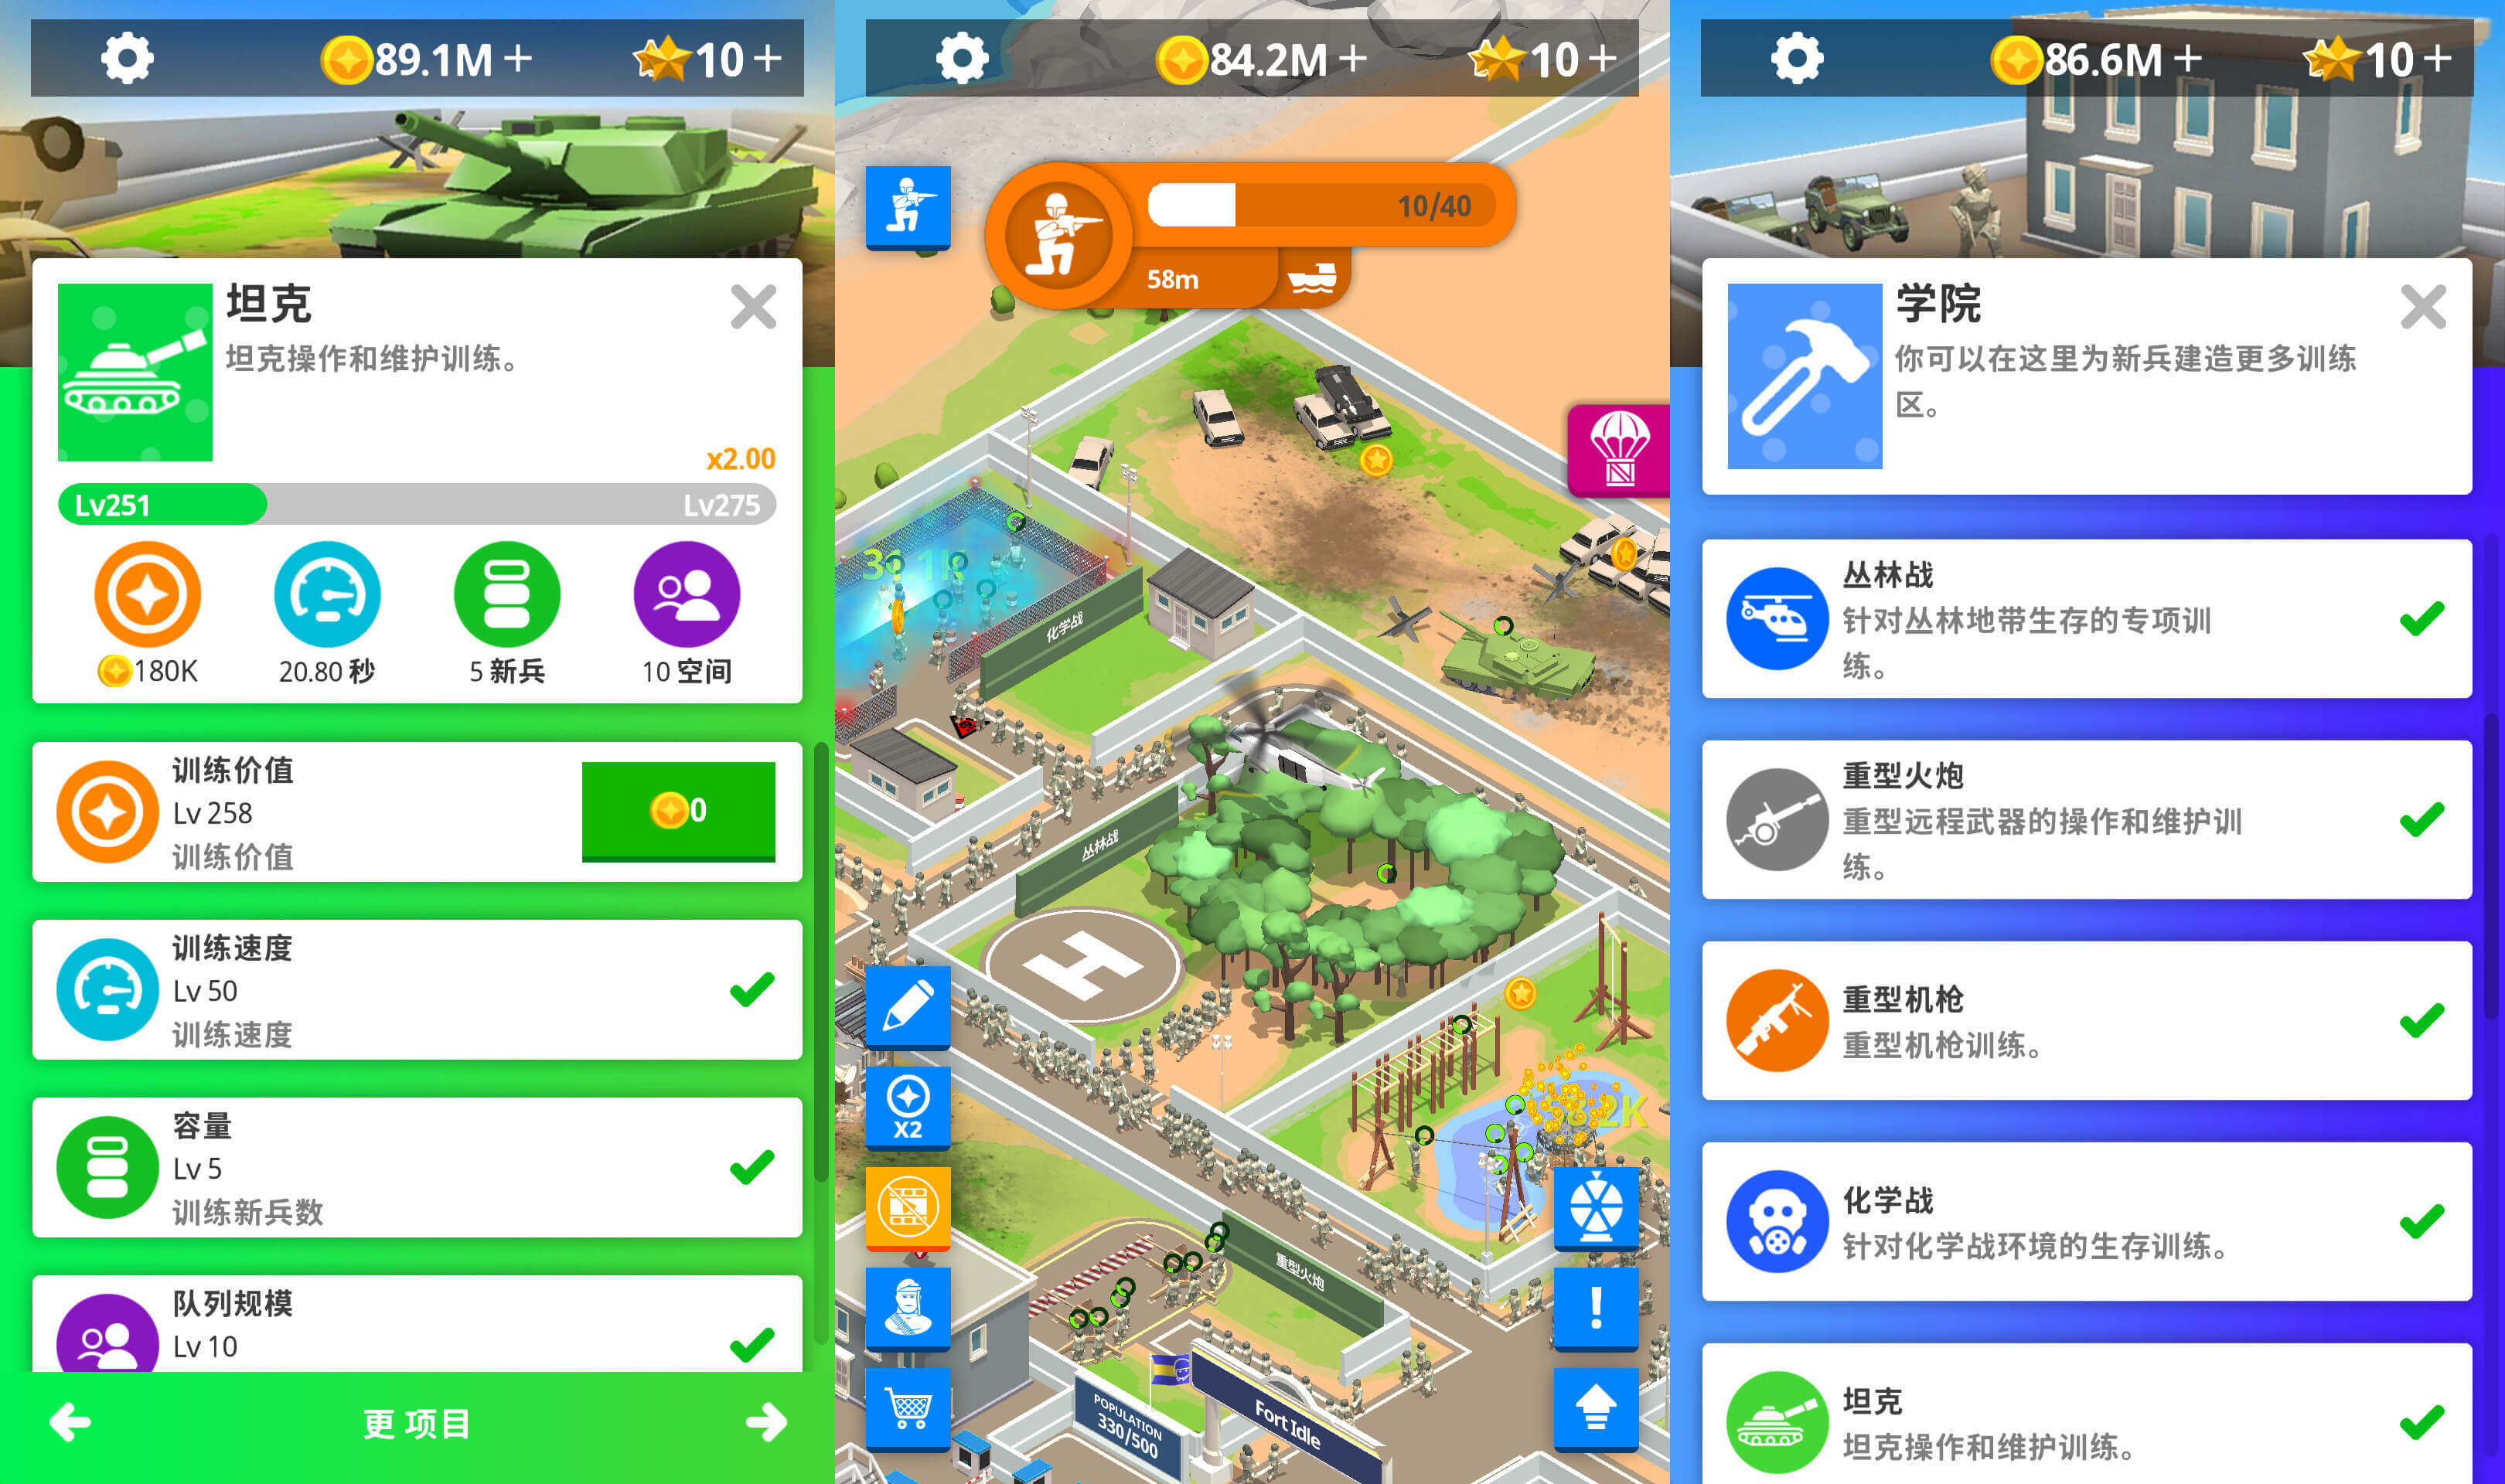 89.1M +
10 +
坦克
坦克操作和维护训练。
x2.00
Lv251
Lv275
180K
20.80 秒
5 新兵
10 空间
训练价值
Lv 258
训练价值
0
训练速度
Lv 50
训练速度
容量
Lv 5
训练新兵数
队列规模
Lv 10
更 项目
84.2M +
10 +
10/40
58m
化学战
丛林战
H
X2
2K
重型火炮
!
POPULATION
330/500
Fort Idle
86.6M +
10 +
学院
你可以在这里为新兵建造更多训练
区。
丛林战
针对丛林地带生存的专项训
练。
重型火炮
重型远程武器的操作和维护训
练。
重型机枪
重型机枪训练。
化学战
针对化学战环境的生存训练。
坦克
坦克操作和维护训练。